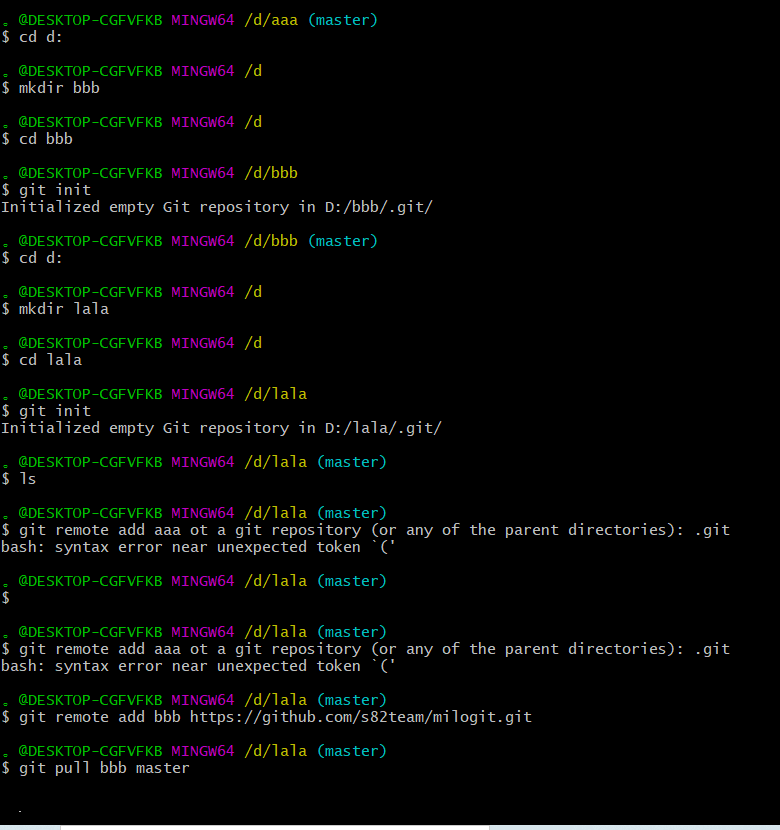 。@DESKTOP-CGFVFKB MINGW64 /d/aaa (master)
$ cd d:
。@DESKTOP-CGFVFKB MINGW64 /d
$ mkdir bbb
。@DESKTOP-CGFVFKB MINGW64 /d
$ cd bbb
。@DESKTOP-CGFVFKB MINGW64 /d/bbb
$ git init
Initialized empty Git repository in D:/bbb/.git/
。@DESKTOP-CGFVFKB MINGW64 /d/bbb (master)
$ cd d:
。@DESKTOP-CGFVFKB MINGW64 /d
$ mkdir lala
。@DESKTOP-CGFVFKB MINGW64 /d
$ cd lala
。@DESKTOP-CGFVFKB MINGW64 /d/lala
$ git init
Initialized empty Git repository in D:/lala/.git/
。@DESKTOP-CGFVFKB MINGW64 /d/lala (master)
$ ls
。@DESKTOP-CGFVFKB MINGW64 /d/lala (master)
$ git remote add aaa ot a git repository (or any of the parent directories): .git
bash: syntax error near unexpected token `('
。@DESKTOP-CGFVFKB MINGW64 /d/lala (master)
$
。@DESKTOP-CGFVFKB MINGW64 /d/lala (master)
$ git remote add aaa ot a git repository (or any of the parent directories): .git
bash: syntax error near unexpected token `('
。@DESKTOP-CGFVFKB MINGW64 /d/lala (master)
$ git remote add bbb https://github.com/s82team/milogit.git
。@DESKTOP-CGFVFKB MINGW64 /d/lala (master)
$ git pull bbb master